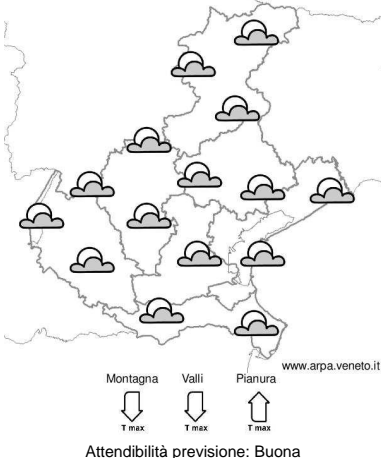 www.arpa.veneto.it
Montagna Valli Pianura
T max T max T max
Attendibilità previsione: Buona